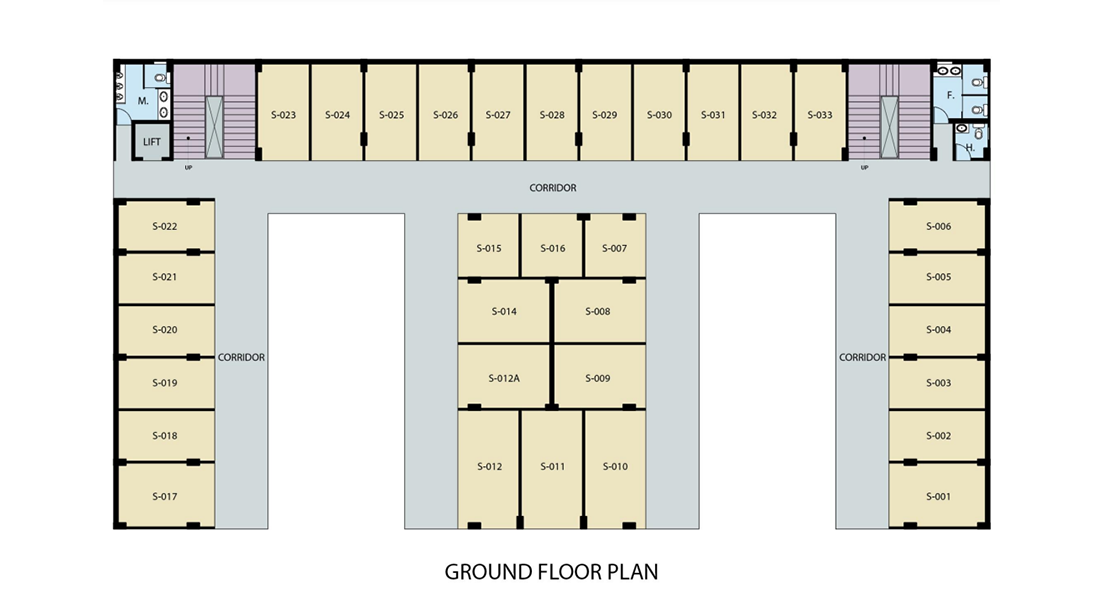 M.
LIFT
UP
S-023
S-024
S-025
S-026
S-027
S-028
S-029
S-030
S-031
S-032
S-033
UP
F.
H.
CORRIDOR
S-022
S-021
S-020
S-019
S-018
S-017
CORRIDOR
S-015
S-016
S-007
S-014
S-008
S-012A
S-009
S-012
S-011
S-010
CORRIDOR
S-006
S-005
S-004
S-003
S-002
S-001
GROUND FLOOR PLAN